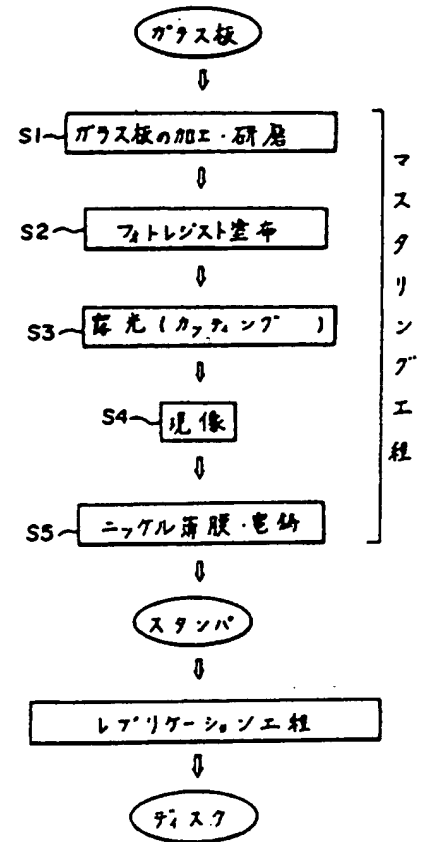 ガラス板
S1 ガラス板の加工・研磨
S2 フォトレジスト塗布
S3 露光(カッティング)
S4 現像
S5 ニッケル薄膜・電鋳
マスタリング工程
スタンパ
レプリケーション工程
ディスク